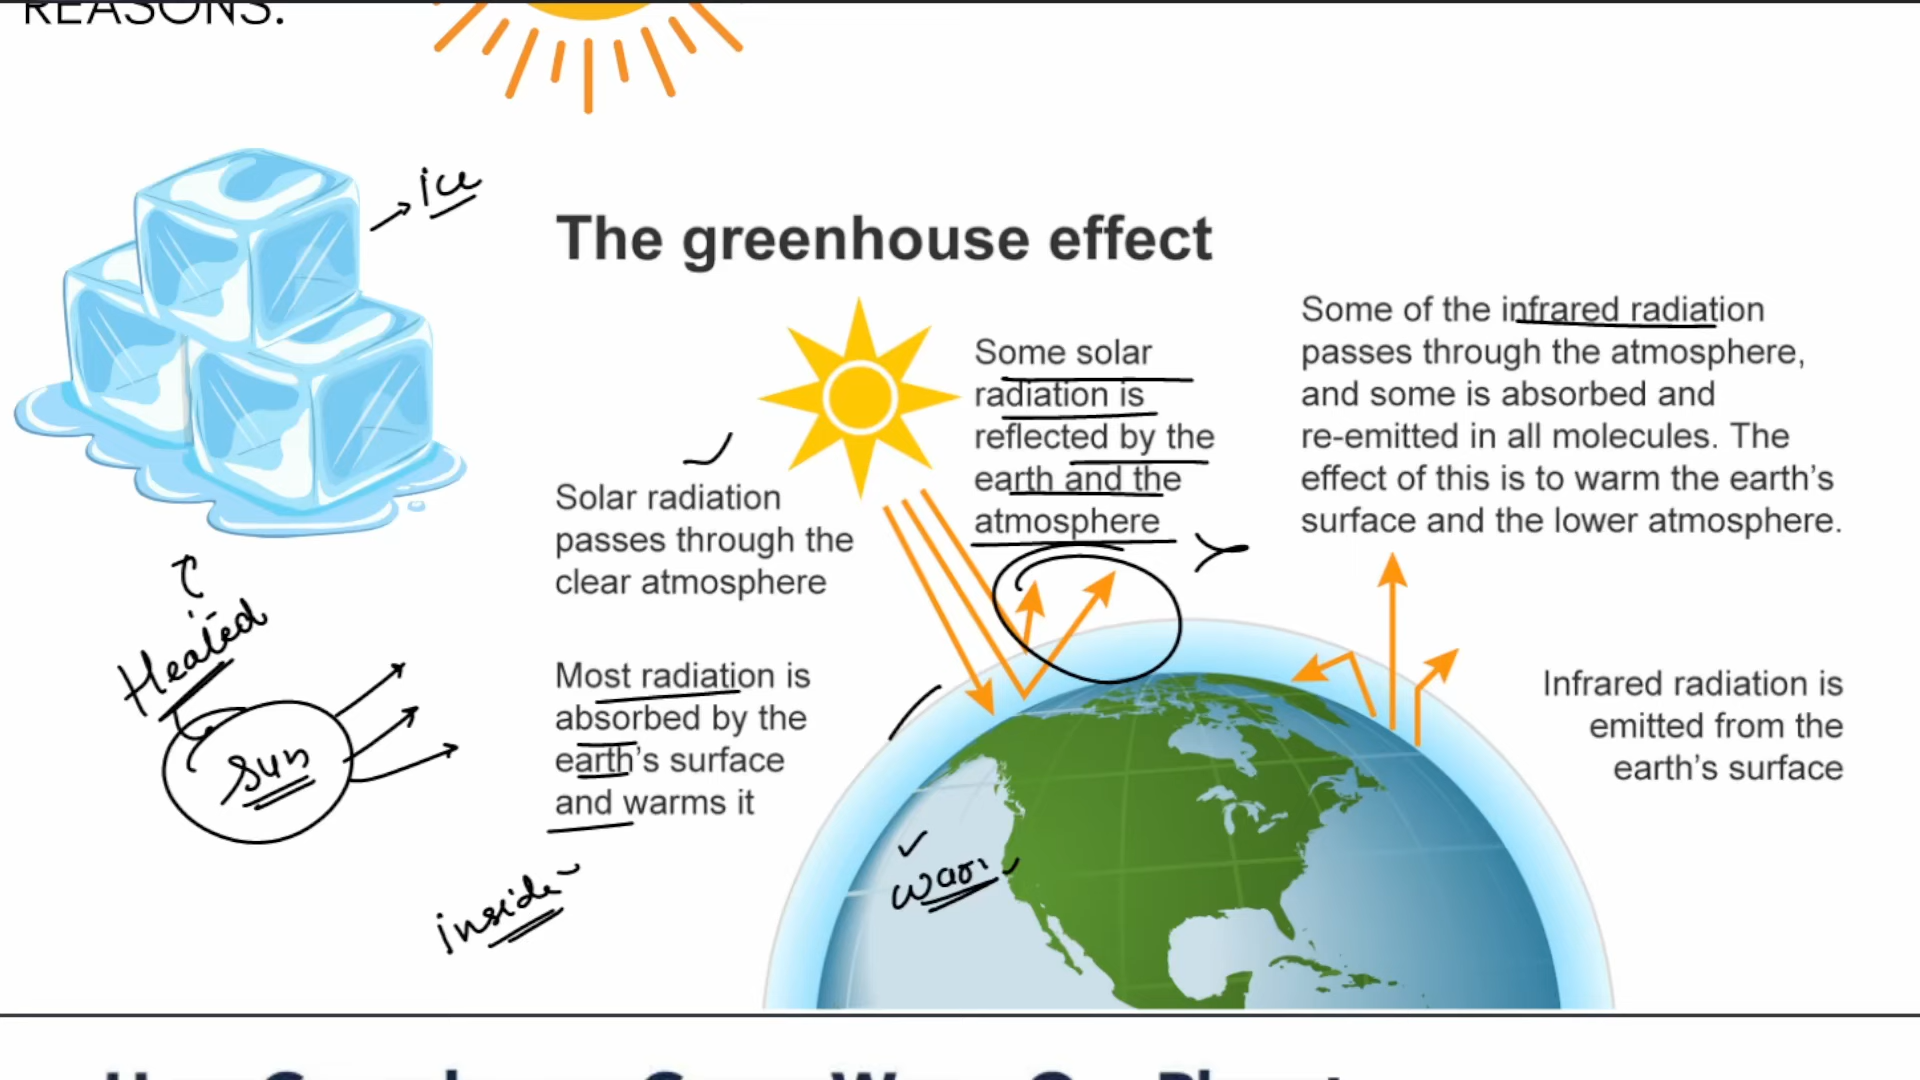 REASONS.
ice
The greenhouse effect
Some solar
radiation is
reflected by the
earth and the
atmosphere
Some of the infrared radiation
passes through the atmosphere,
and some is absorbed and
re-emitted in all molecules. The
effect of this is to warm the earth's
surface and the lower atmosphere.
Solar radiation
passes through the
clear atmosphere
Heated
sun
Most radiation is
absorbed by the
earth's surface
and warms it
Infrared radiation is
emitted from the
earth's surface
inside